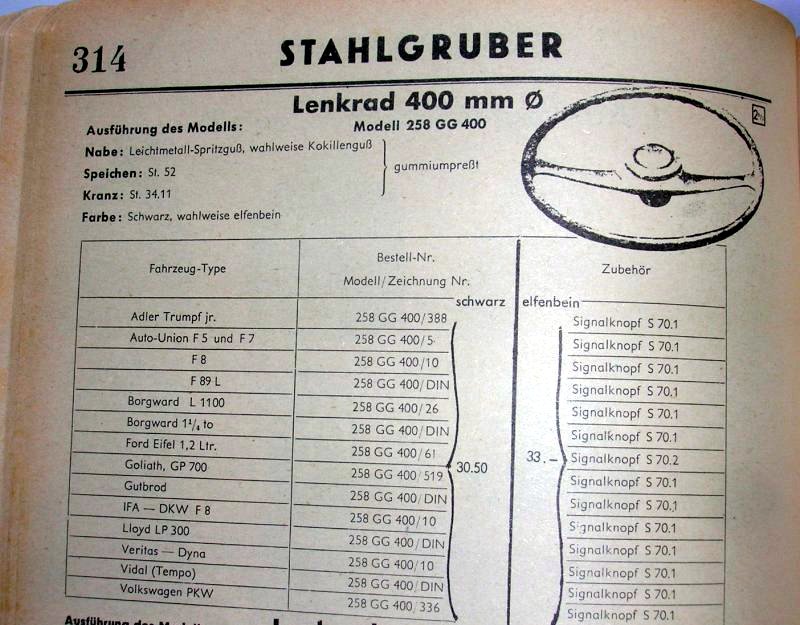 314 STAHLGRUBER
Lenkrad 400 mm Ø
Ausführung des Modells: Modell 258 GG 400
Nabe: Leichtmetall-Spritzguß, wahlweise Kokillenguß
Speichen: St. 52
gummiumpreßt
Kranz: St. 34.11
Farbe: Schwarz, wahlweise elfenbein
Fahrzeug-Type Bestell-Nr. Zubehör
Modell/Zeichnung Nr.
schwarz elfenbein
Adler Trumpf jr. 258 GG 400/388 Signalknopf S 70.1
Auto-Union F 5 und F 7 258 GG 400/5 Signalknopf S 70.1
F 8 258 GG 400/10 Signalknopf S 70.1
F 89 L 258 GG 400/DIN Signalknopf S 70.1
Borgward L 1100 258 GG 400/26 Signalknopf S 70.1
Borgward 1¹/₄ to 258 GG 400/DIN Signalknopf S 70.1
Ford Eifel 1,2 Ltr. 258 GG 400/61 Signalknopf S 70.2
Goliath, GP 700 258 GG 400/519 30.50 33.– Signalknopf S 70.1
Gutbrod 258 GG 400/DIN Signalknopf S 70.1
IFA — DKW F 8 258 GG 400/10 Signalknopf S 70.1
Lloyd LP 300 258 GG 400/DIN Signalknopf S 70.1
Veritas — Dyna 258 GG 400/10 Signalknopf S 70.1
Vidal (Tempo) 258 GG 400/DIN Signalknopf S 70.1
Volkswagen PKW 258 GG 400/336 Signalknopf S 70.1
Ausführung des